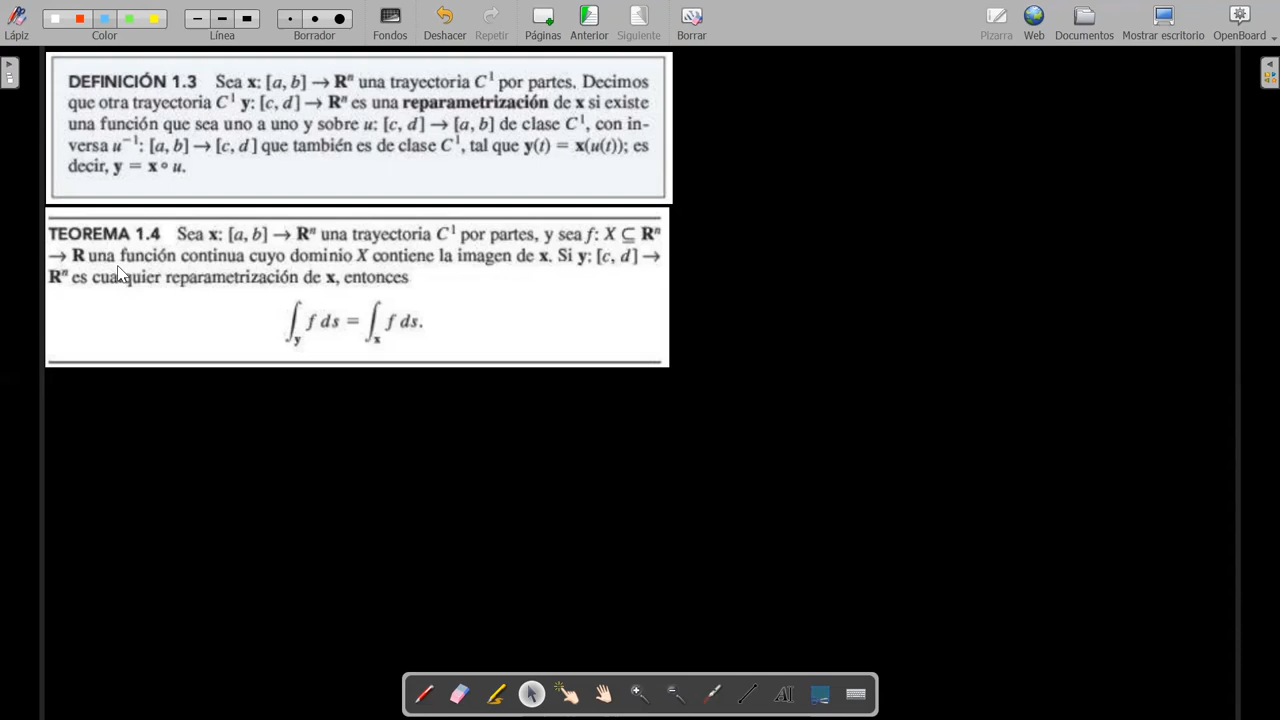 Lápiz Color Línea Borrador Fondos Deshacer Repetir Páginas Anterior Siguiente Borrar Pizarra Web Documentos Mostrar escritorio OpenBoard
DEFINICIÓN 1.3 Sea x: [a, b] → Rⁿ una trayectoria C¹ por partes. Decimos
que otra trayectoria C¹ y: [c, d] → Rⁿ es una reparametrización de x si existe
una función que sea uno a uno y sobre u: [c, d] → [a, b] de clase C¹, con in-
versa u⁻¹: [a, b] → [c, d] que también es de clase C¹, tal que y(t) = x(u(t)); es
decir, y = x ∘ u.
TEOREMA 1.4 Sea x: [a, b] → Rⁿ una trayectoria C¹ por partes, y sea f: X ⊆ Rⁿ
→ R una función continua cuyo dominio X contiene la imagen de x. Si y: [c, d] →
Rⁿ es cualquier reparametrización de x, entonces
∫_y f ds = ∫_x f ds.
AI